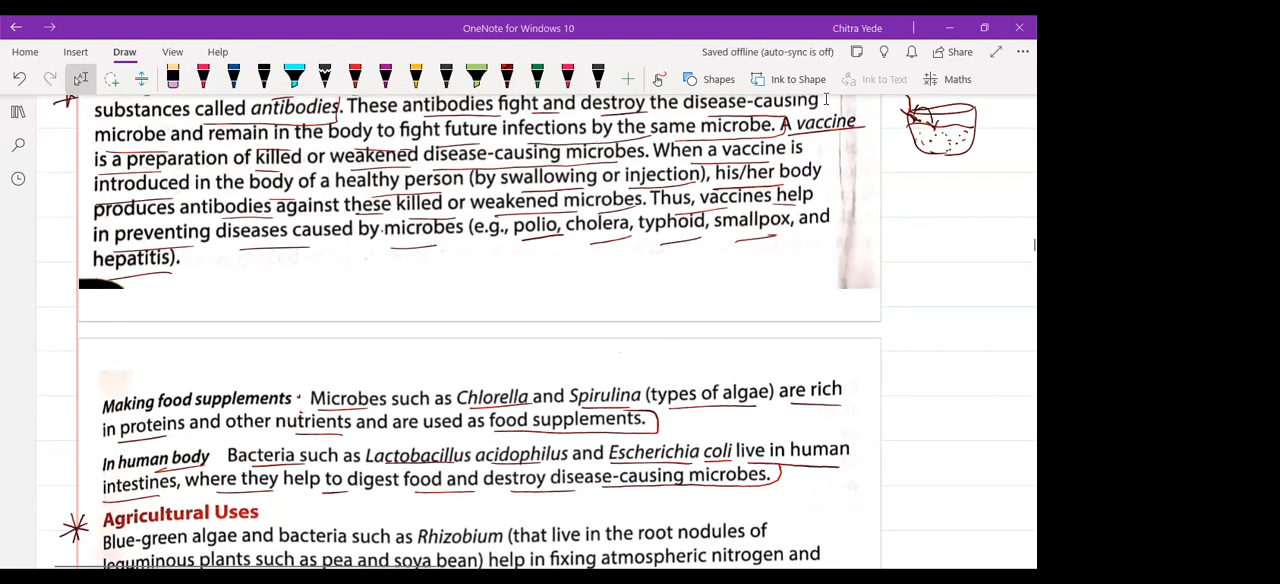 OneNote for Windows 10
Chitra Yede
Home Insert Draw View Help
Saved offline (auto-sync is off)
Share
Shapes
Ink to Shape
Ink to Text
Maths
substances called antibodies. These antibodies fight and destroy the disease-causing
microbe and remain in the body to fight future infections by the same microbe. A vaccine
is a preparation of killed or weakened disease-causing microbes. When a vaccine is
introduced in the body of a healthy person (by swallowing or injection), his/her body
produces antibodies against these killed or weakened microbes. Thus, vaccines help
in preventing diseases caused by microbes (e.g., polio, cholera, typhoid, smallpox, and
hepatitis).
Making food supplements Microbes such as Chlorella and Spirulina (types of algae) are rich
in proteins and other nutrients and are used as food supplements.
In human body Bacteria such as Lactobacillus acidophilus and Escherichia coli live in human
intestines, where they help to digest food and destroy disease-causing microbes.
Agricultural Uses
Blue-green algae and bacteria such as Rhizobium (that live in the root nodules of
leguminous plants such as pea and soya bean) help in fixing atmospheric nitrogen and